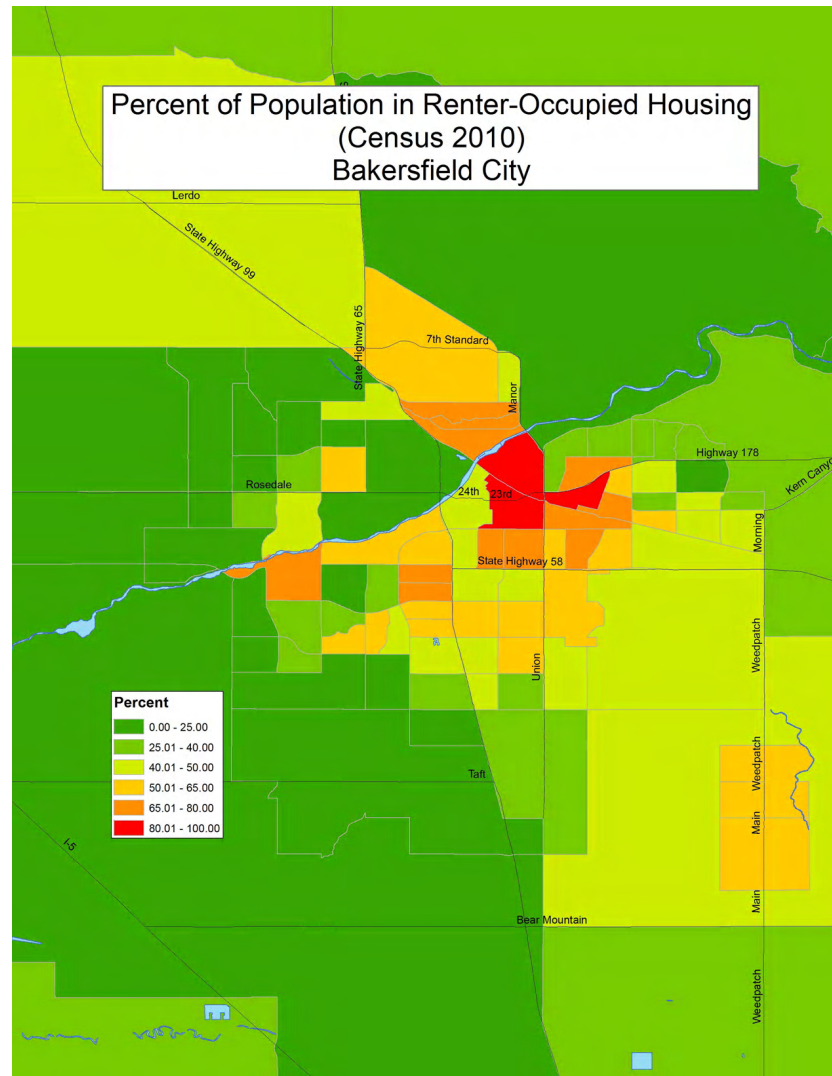 Percent of Population in Renter-Occupied Housing
(Census 2010)
Bakersfield City
Lerdo
State Highway 99
State Highway 65
7th Standard
Manor
Highway 178
Kern Canyo
Rosedale
24th
23rd
Morning
State Highway 58
Union
Weedpatch
Percent
0.00 - 25.00
25.01 - 40.00
40.01 - 50.00
50.01 - 65.00
65.01 - 80.00
80.01 - 100.00
Taft
Weedpatch
Main
I-5
Main
Bear Mountain
Weedpatch